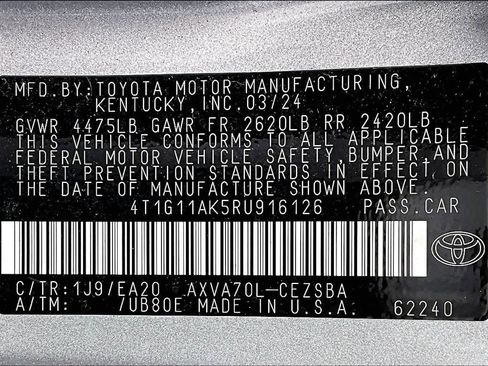 MFD.BY:TOYOTA MOTOR MANUFACTURING,
KENTUCKY,INC.03/24
GVWR 4475LB GAWR FR 2620LB RR 2420LB
THIS VEHICLE CONFORMS TO ALL APPLICABLE
FEDERAL MOTOR VEHICLE SAFETY,BUMPER,AND
THEFT PREVENTION STANDARDS IN EFFECT ON
THE DATE OF MANUFACTURE SHOWN ABOVE.
4T1G11AK5RU916126 PASS.CAR
C/TR:1J9/EA20 AXVA70L-CEZSBA
A/TM: /UB80E MADE IN U.S.A. 62240